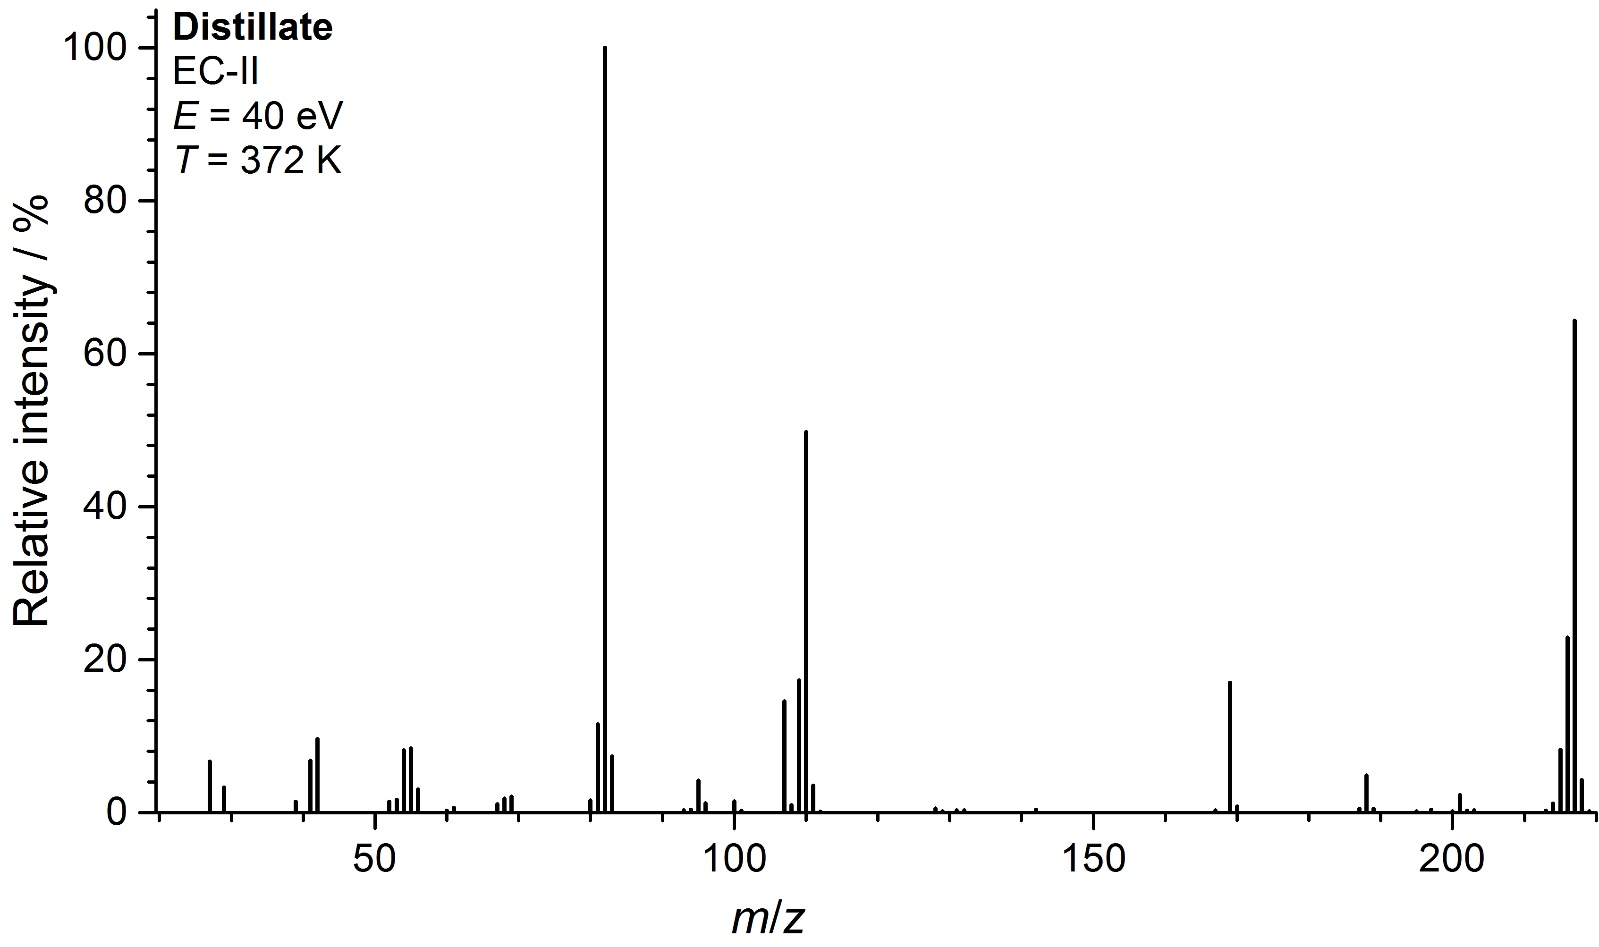 Distillate
EC-II
E = 40 eV
T = 372 K
Relative intensity / %
100
80
60
40
20
0
50 100 150 200
m/z